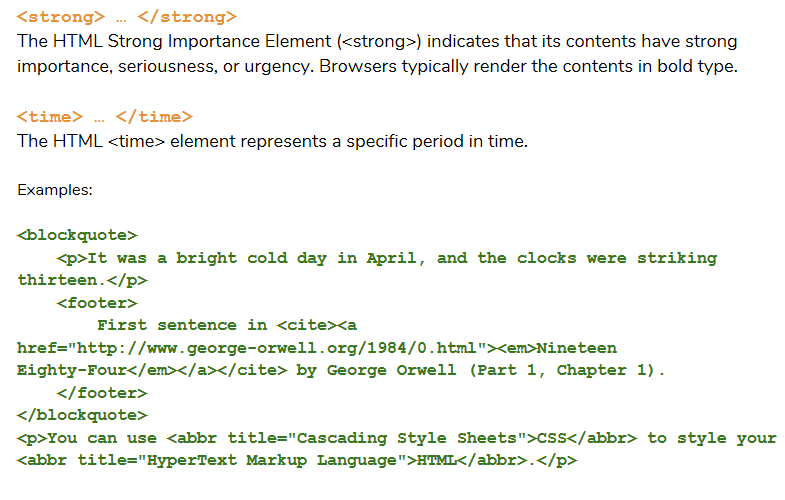 <strong> … </strong>
The HTML Strong Importance Element (<strong>) indicates that its contents have strong
importance, seriousness, or urgency. Browsers typically render the contents in bold type.
<time> … </time>
The HTML <time> element represents a specific period in time.
Examples:
<blockquote>
    <p>It was a bright cold day in April, and the clocks were striking
thirteen.</p>
    <footer>
        First sentence in <cite><a
href="http://www.george-orwell.org/1984/0.html"><em>Nineteen
Eighty-Four</em></a></cite> by George Orwell (Part 1, Chapter 1).
    </footer>
</blockquote>
<p>You can use <abbr title="Cascading Style Sheets">CSS</abbr> to style your
<abbr title="HyperText Markup Language">HTML</abbr>.</p>